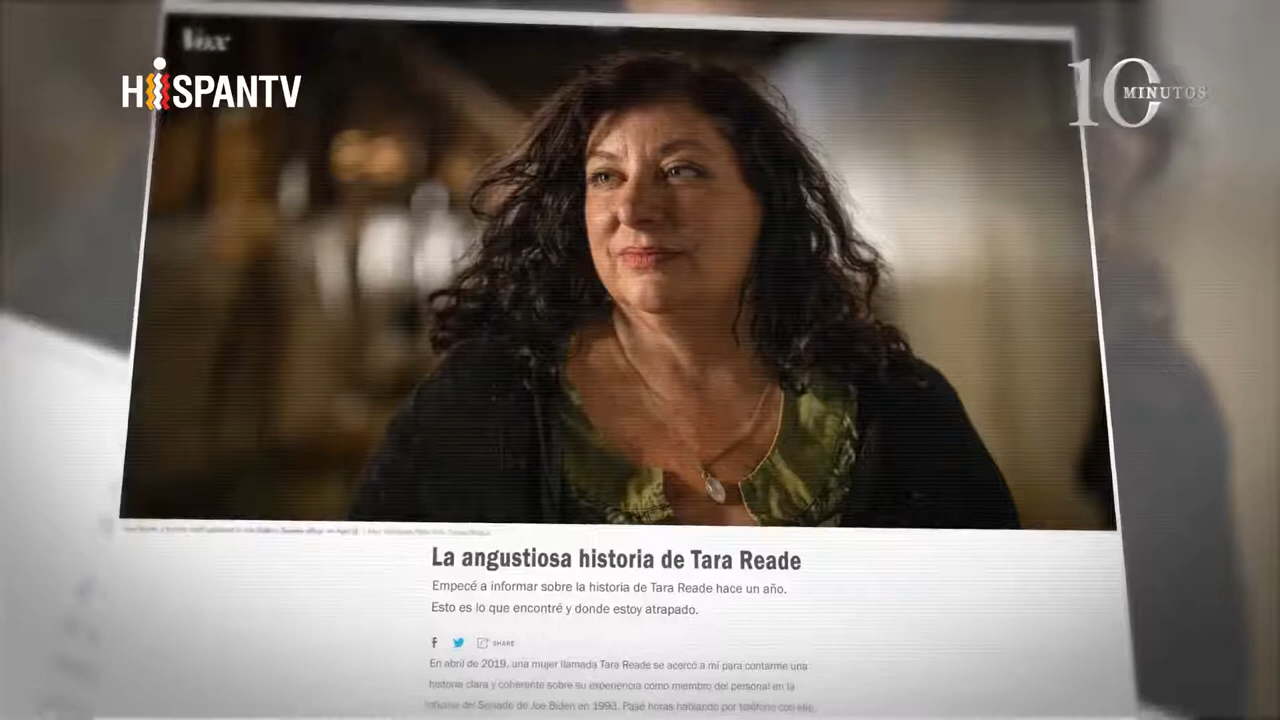 Vox
HiSPANTV
10
MINUTOS
La angustiosa historia de Tara Reade
Empecé a informar sobre la historia de Tara Reade hace un año.
Esto es lo que encontré y donde estoy atrapado.
SHARE
En abril de 2019, una mujer llamada Tara Reade se acercó a mí para contarme una
historia clara y coherente sobre su experiencia como miembro del personal en la
oficina del Senado de Joe Biden en 1993. Pasé horas hablando por teléfono con ella,